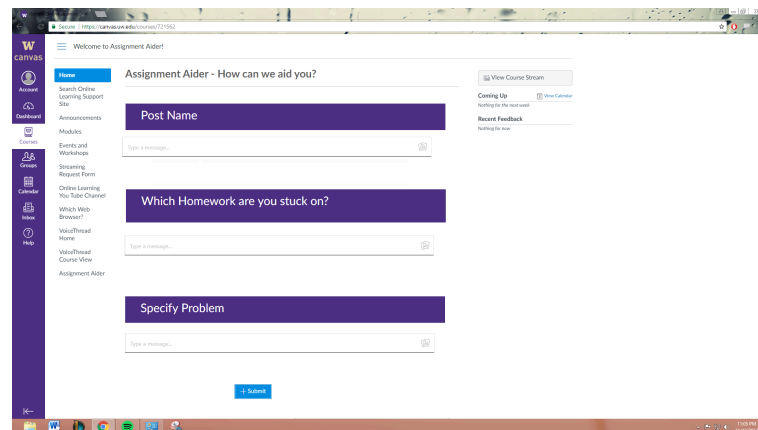 W
Secure | https://canvas.uw.edu/courses/721562
W
canvas
Account
Dashboard
Courses
Groups
Calendar
Inbox
Help
Welcome to Assignment Aider!
Home
Search Online
Learning Support
Site
Announcements
Modules
Events and
Workshops
Streaming
Request Form
Online Learning
You Tube Channel
Which Web
Browser?
VoiceThread
Home
VoiceThread
Course View
Assignment Aider
Assignment Aider - How can we aid you?
Post Name
Type a message...
Which Homework are you stuck on?
Type a message...
Specify Problem
Type a message...
+ Submit
View Course Stream
Coming Up
View Calendar
Nothing for the next week
Recent Feedback
Nothing for now